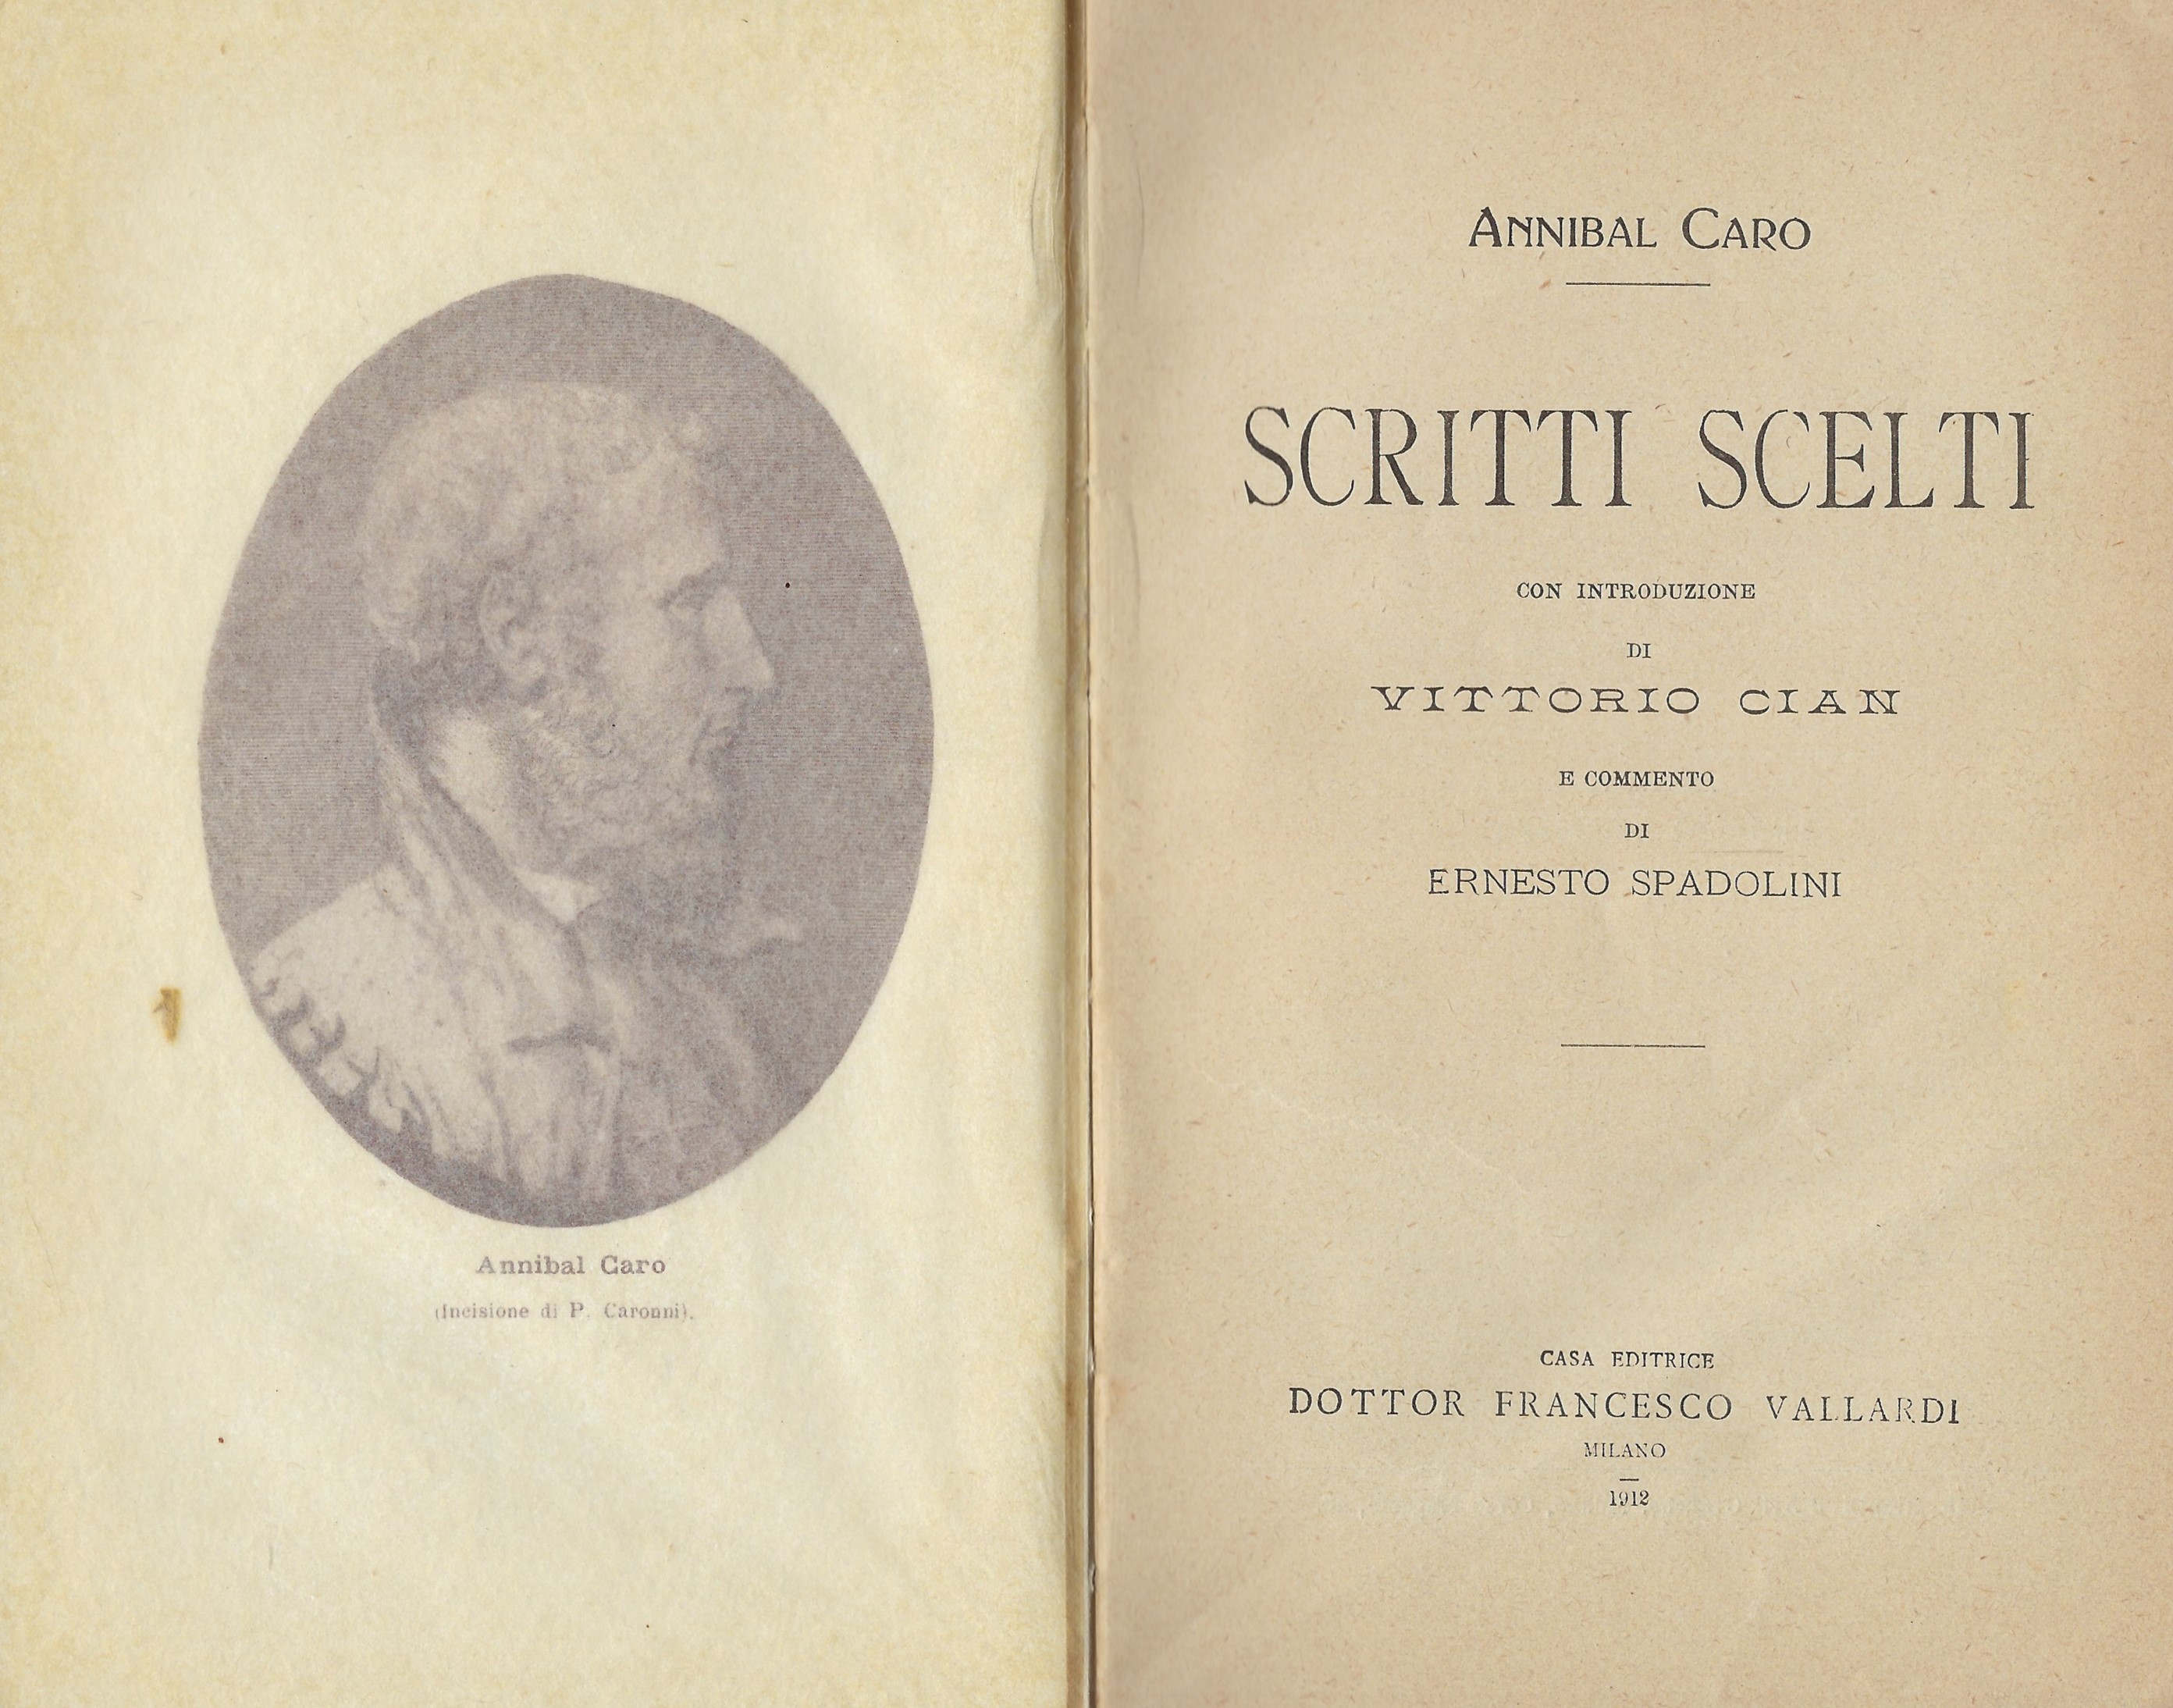 Annibal Caro
(Incisione di P. Caronni).
ANNIBAL CARO
SCRITTI SCELTI
CON INTRODUZIONE
DI
VITTORIO CIAN
E COMMENTO
DI
ERNESTO SPADOLINI
CASA EDITRICE
DOTTOR FRANCESCO VALLARDI
MILANO
1912